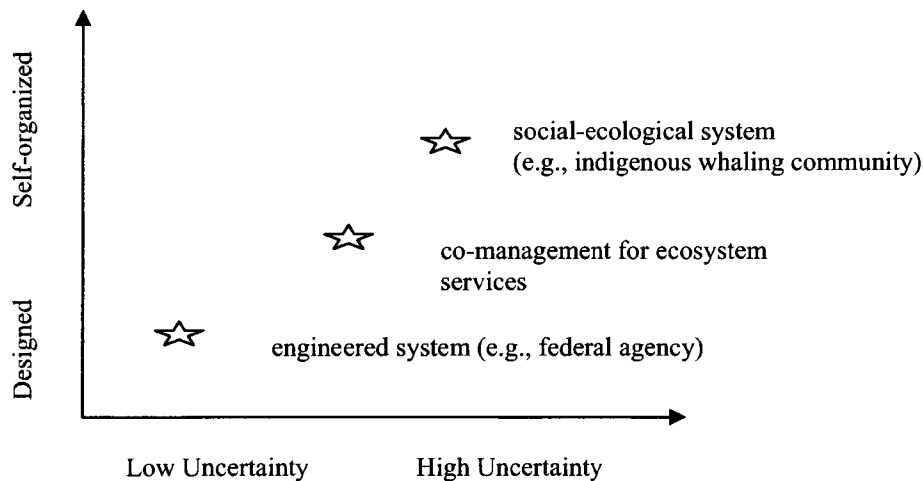 Self-organized
social-ecological system
(e.g., indigenous whaling community)
co-management for ecosystem
services
Designed
engineered system (e.g., federal agency)
Low Uncertainty
High Uncertainty